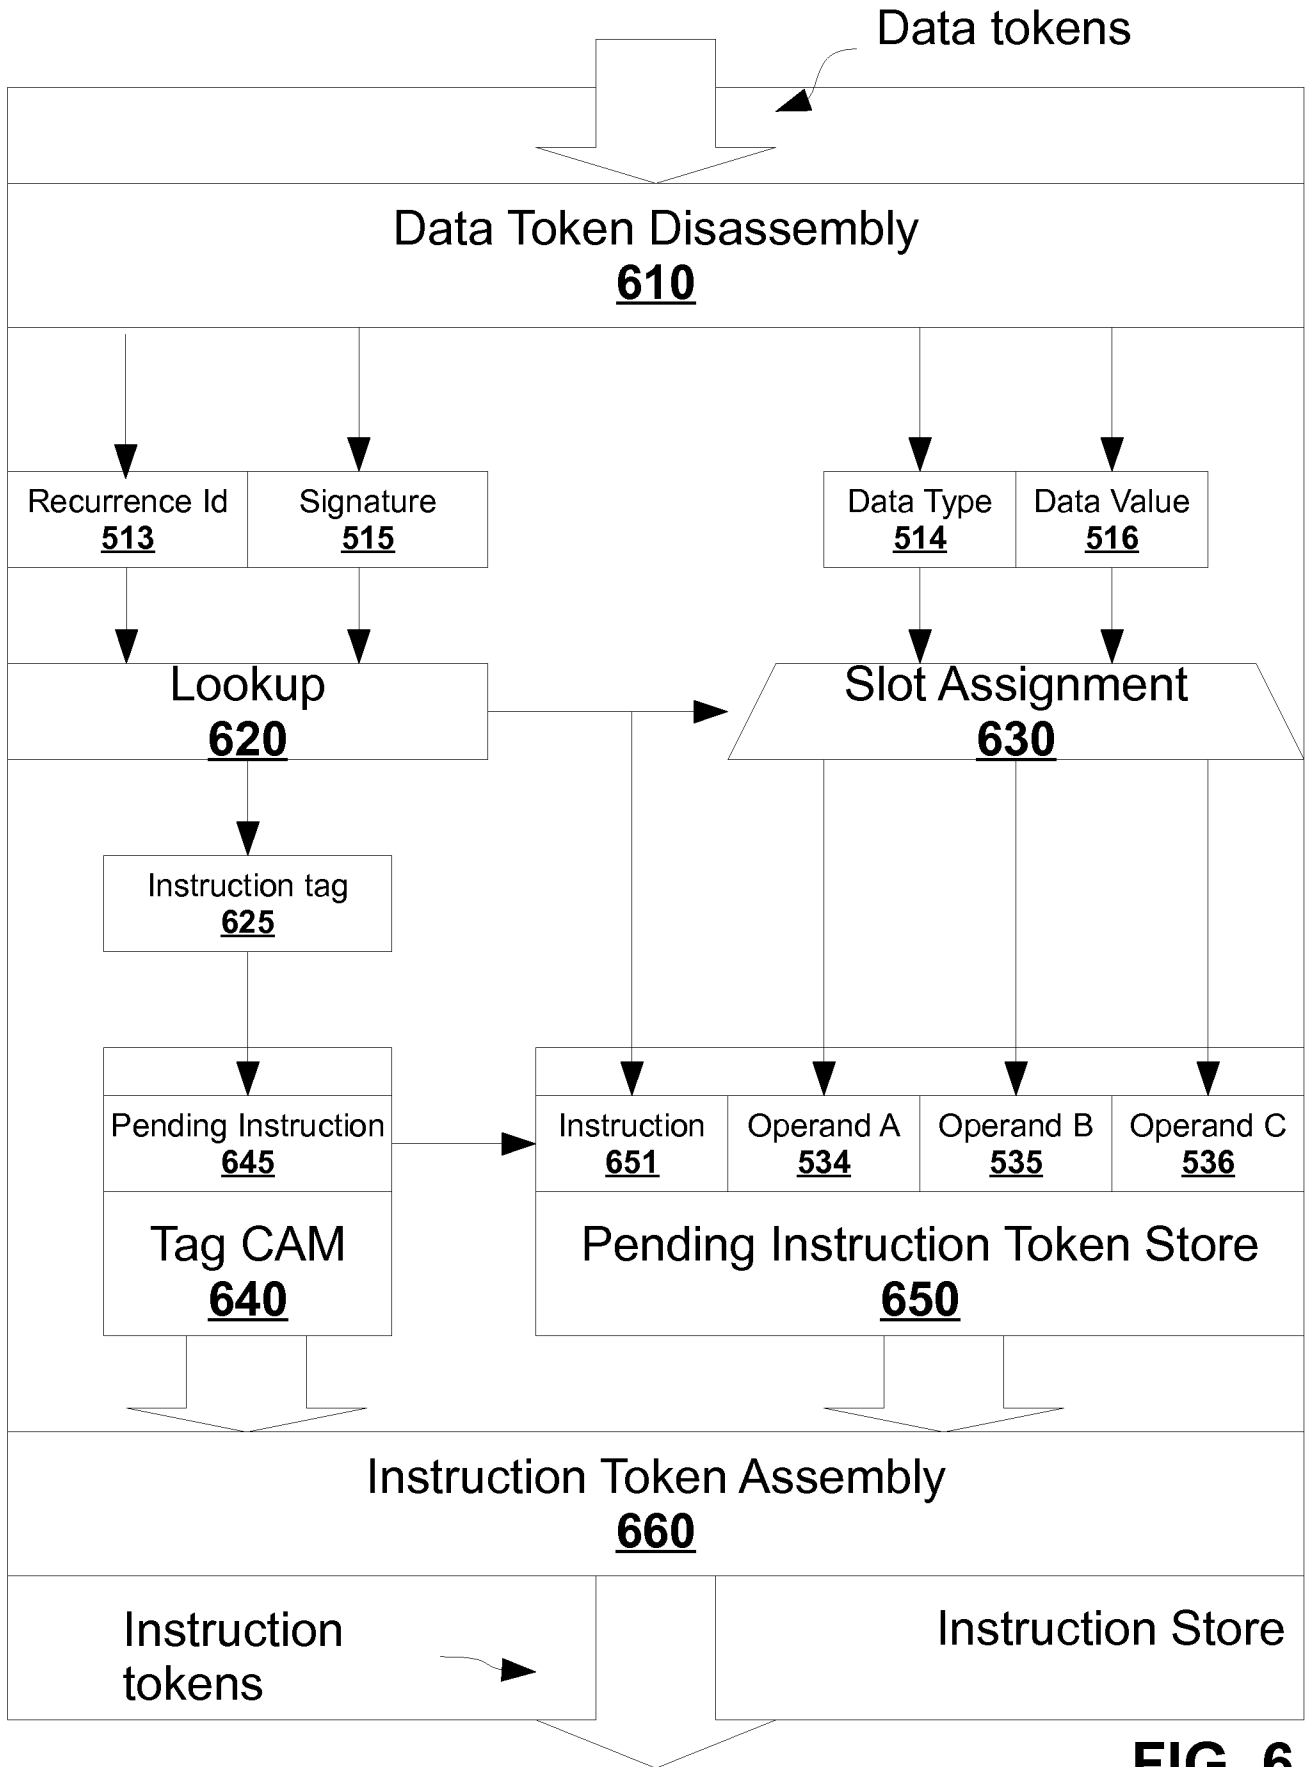 Data tokens
Data Token Disassembly
610
Recurrence Id
513
Signature
515
Data Type
514
Data Value
516
Lookup
620
Slot Assignment
630
Instruction tag
625
Pending Instruction
645
Instruction
651
Operand A
534
Operand B
535
Operand C
536
Tag CAM
640
Pending Instruction Token Store
650
Instruction Token Assembly
660
Instruction
tokens
Instruction Store
FIG. 6